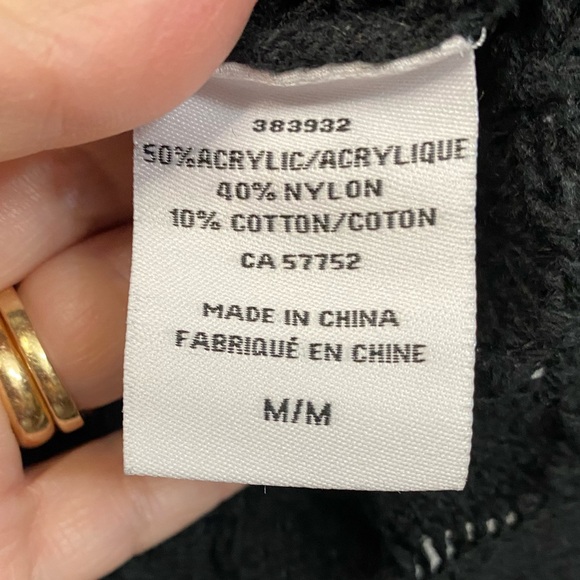 383932
50%ACRYLIC/ACRYLIQUE
40% NYLON
10% COTTON/COTON
CA 57752
MADE IN CHINA
FABRIQUÉ EN CHINE
M/M